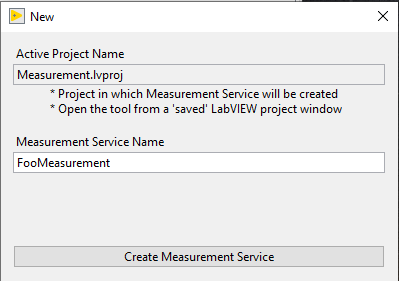 New
Active Project Name
Measurement.lvproj
* Project in which Measurement Service will be created
* Open the tool from a 'saved' LabVIEW project window
Measurement Service Name
FooMeasurement
Create Measurement Service